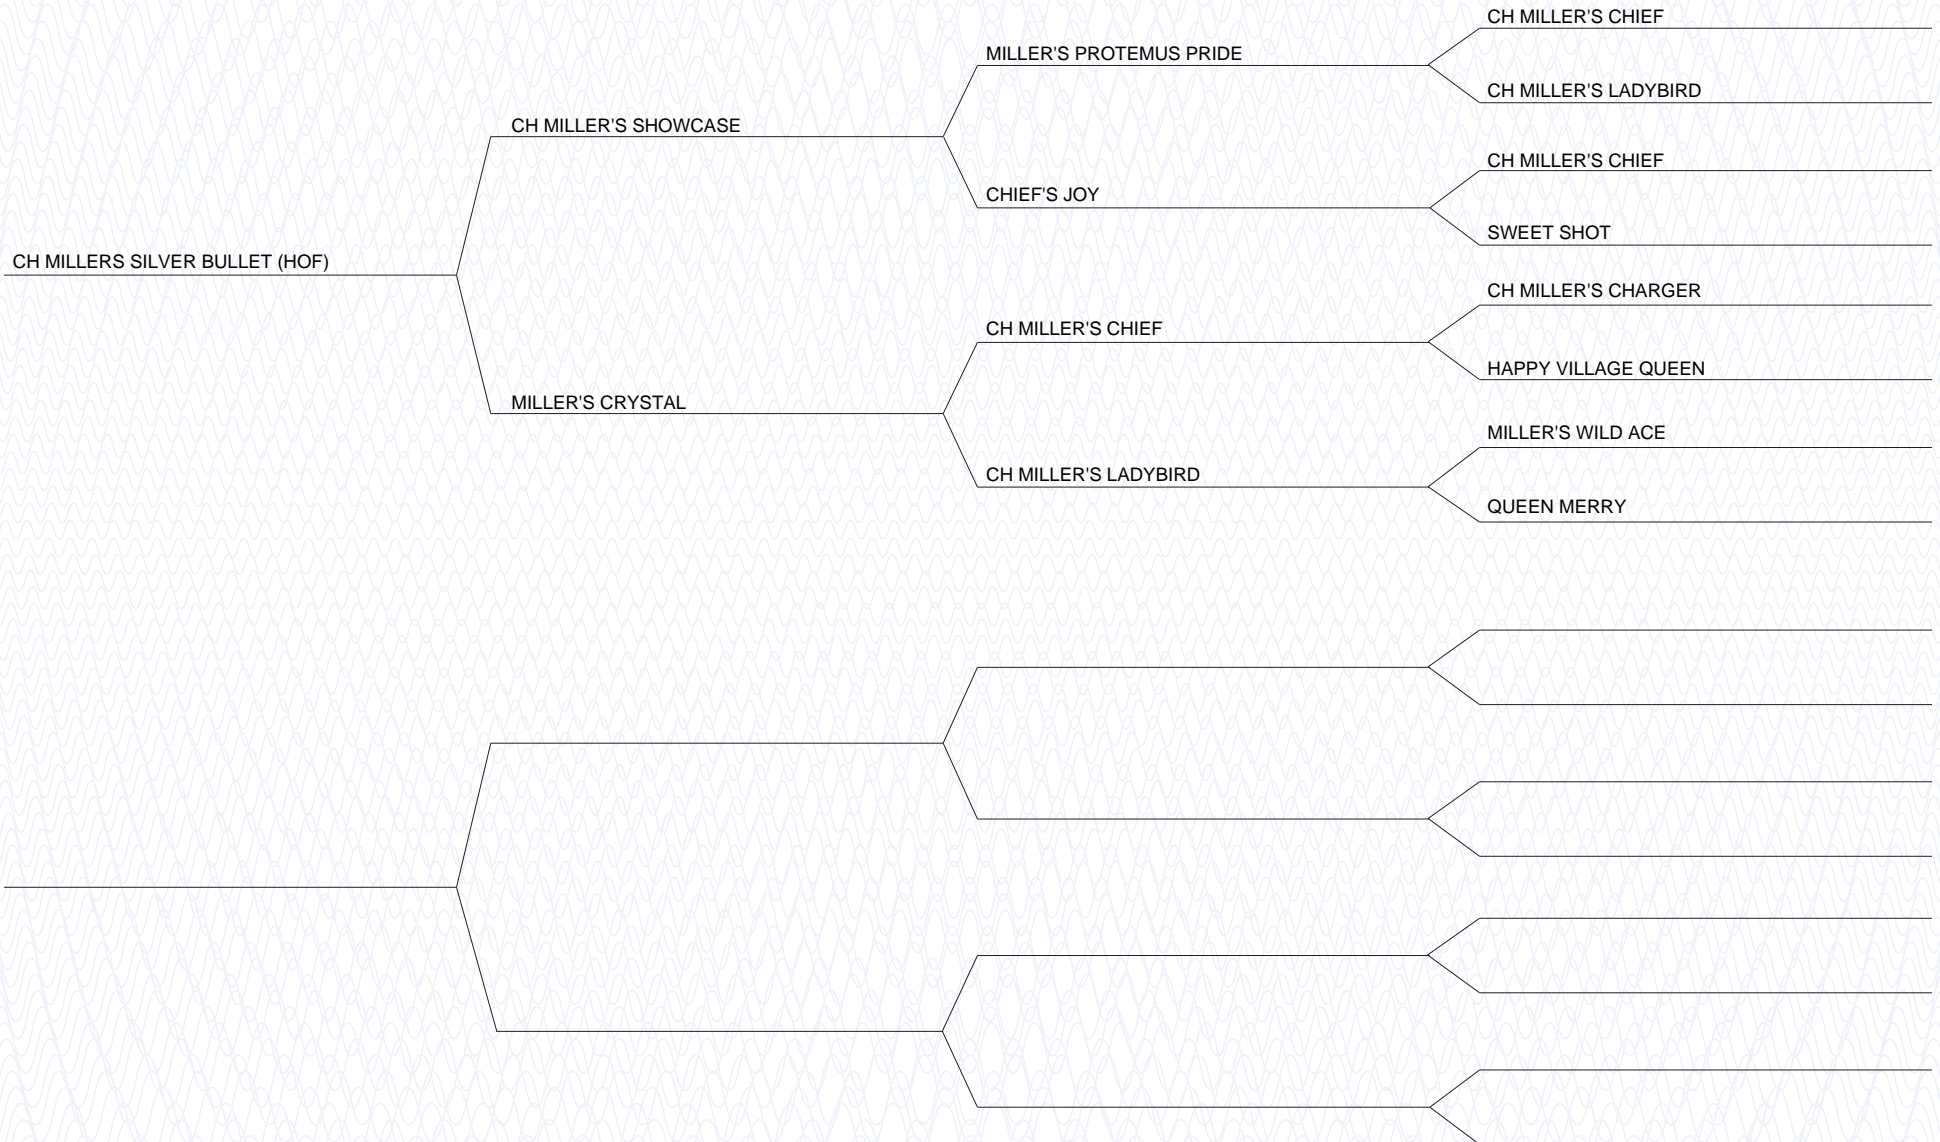 CH MILLER'S CHIEF
MILLER'S PROTEMUS PRIDE
CH MILLER'S LADYBIRD
CH MILLER'S SHOWCASE
CH MILLER'S CHIEF
CHIEF'S JOY
SWEET SHOT
CH MILLERS SILVER BULLET (HOF)
CH MILLER'S CHARGER
CH MILLER'S CHIEF
HAPPY VILLAGE QUEEN
MILLER'S CRYSTAL
MILLER'S WILD ACE
CH MILLER'S LADYBIRD
QUEEN MERRY